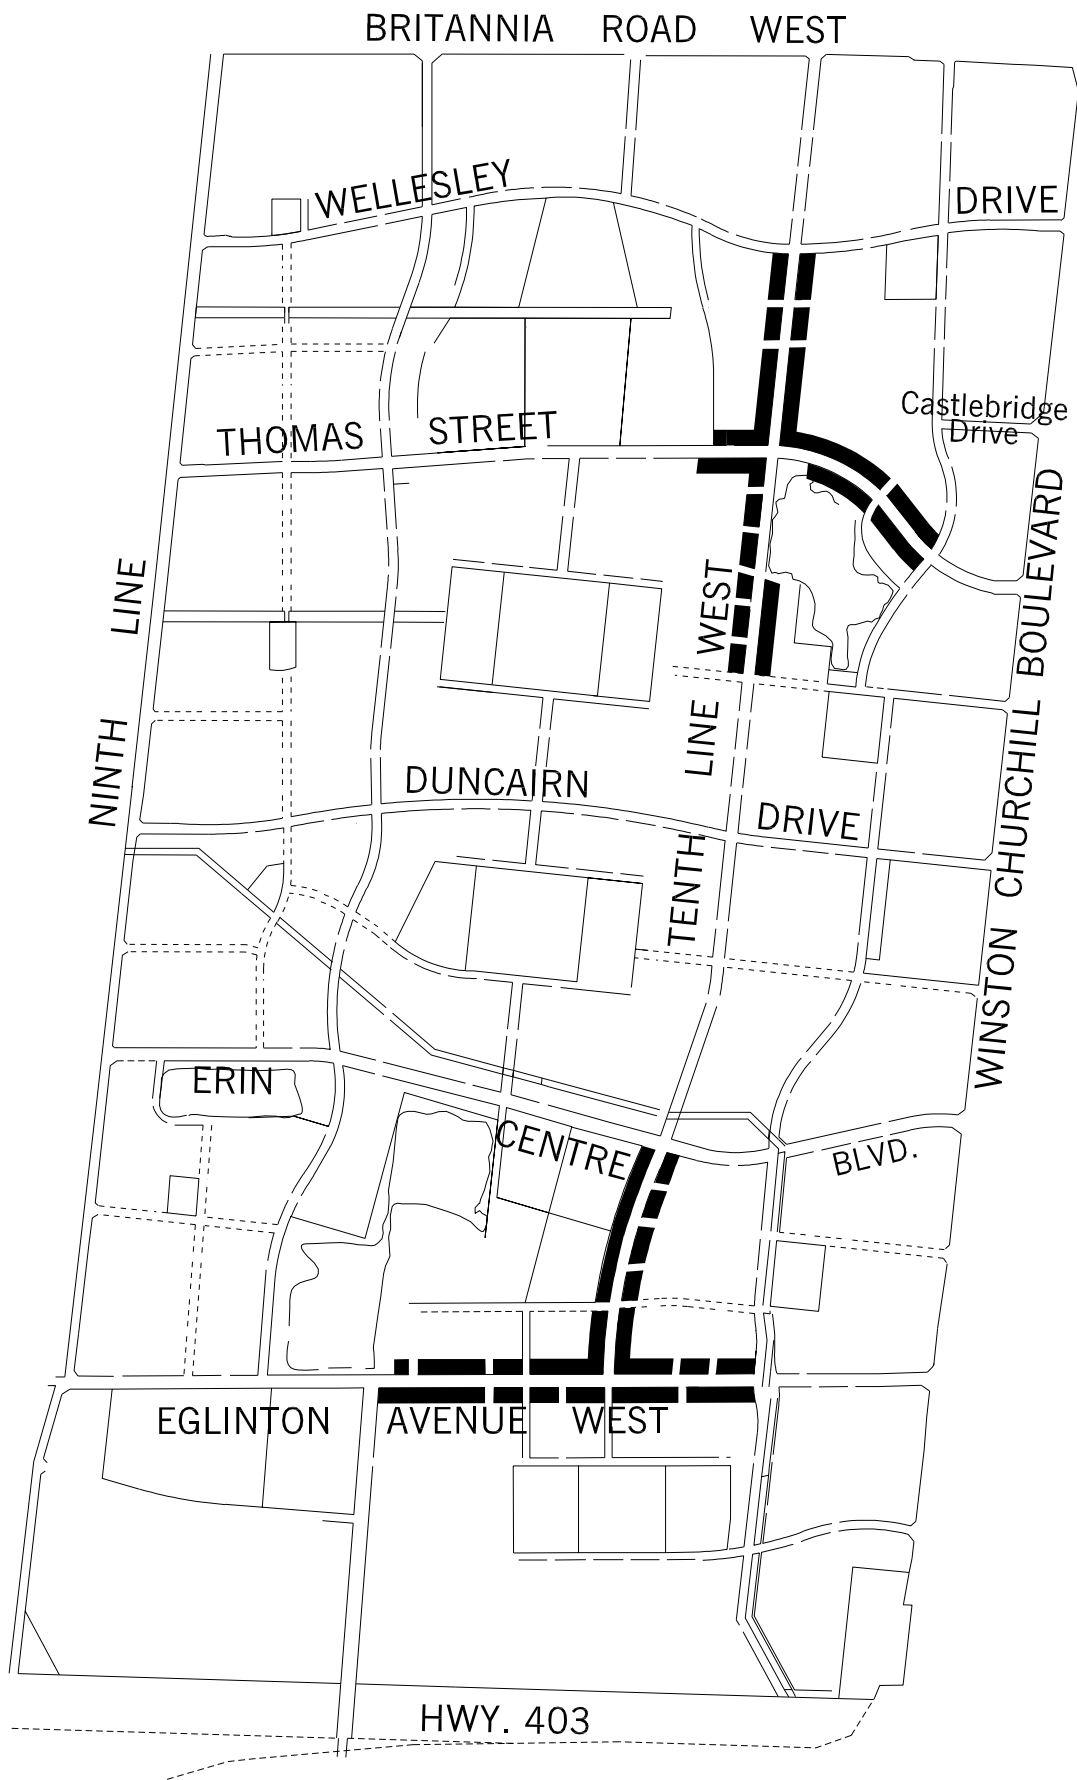 BRITANNIA ROAD WEST
WELLESLEY DRIVE
Castlebridge
Drive
THOMAS STREET
NINTH LINE
TENTH LINE WEST
WINSTON CHURCHILL BOULEVARD
DUNCAIRN DRIVE
ERIN CENTRE BLVD.
EGLINTON AVENUE WEST
HWY. 403